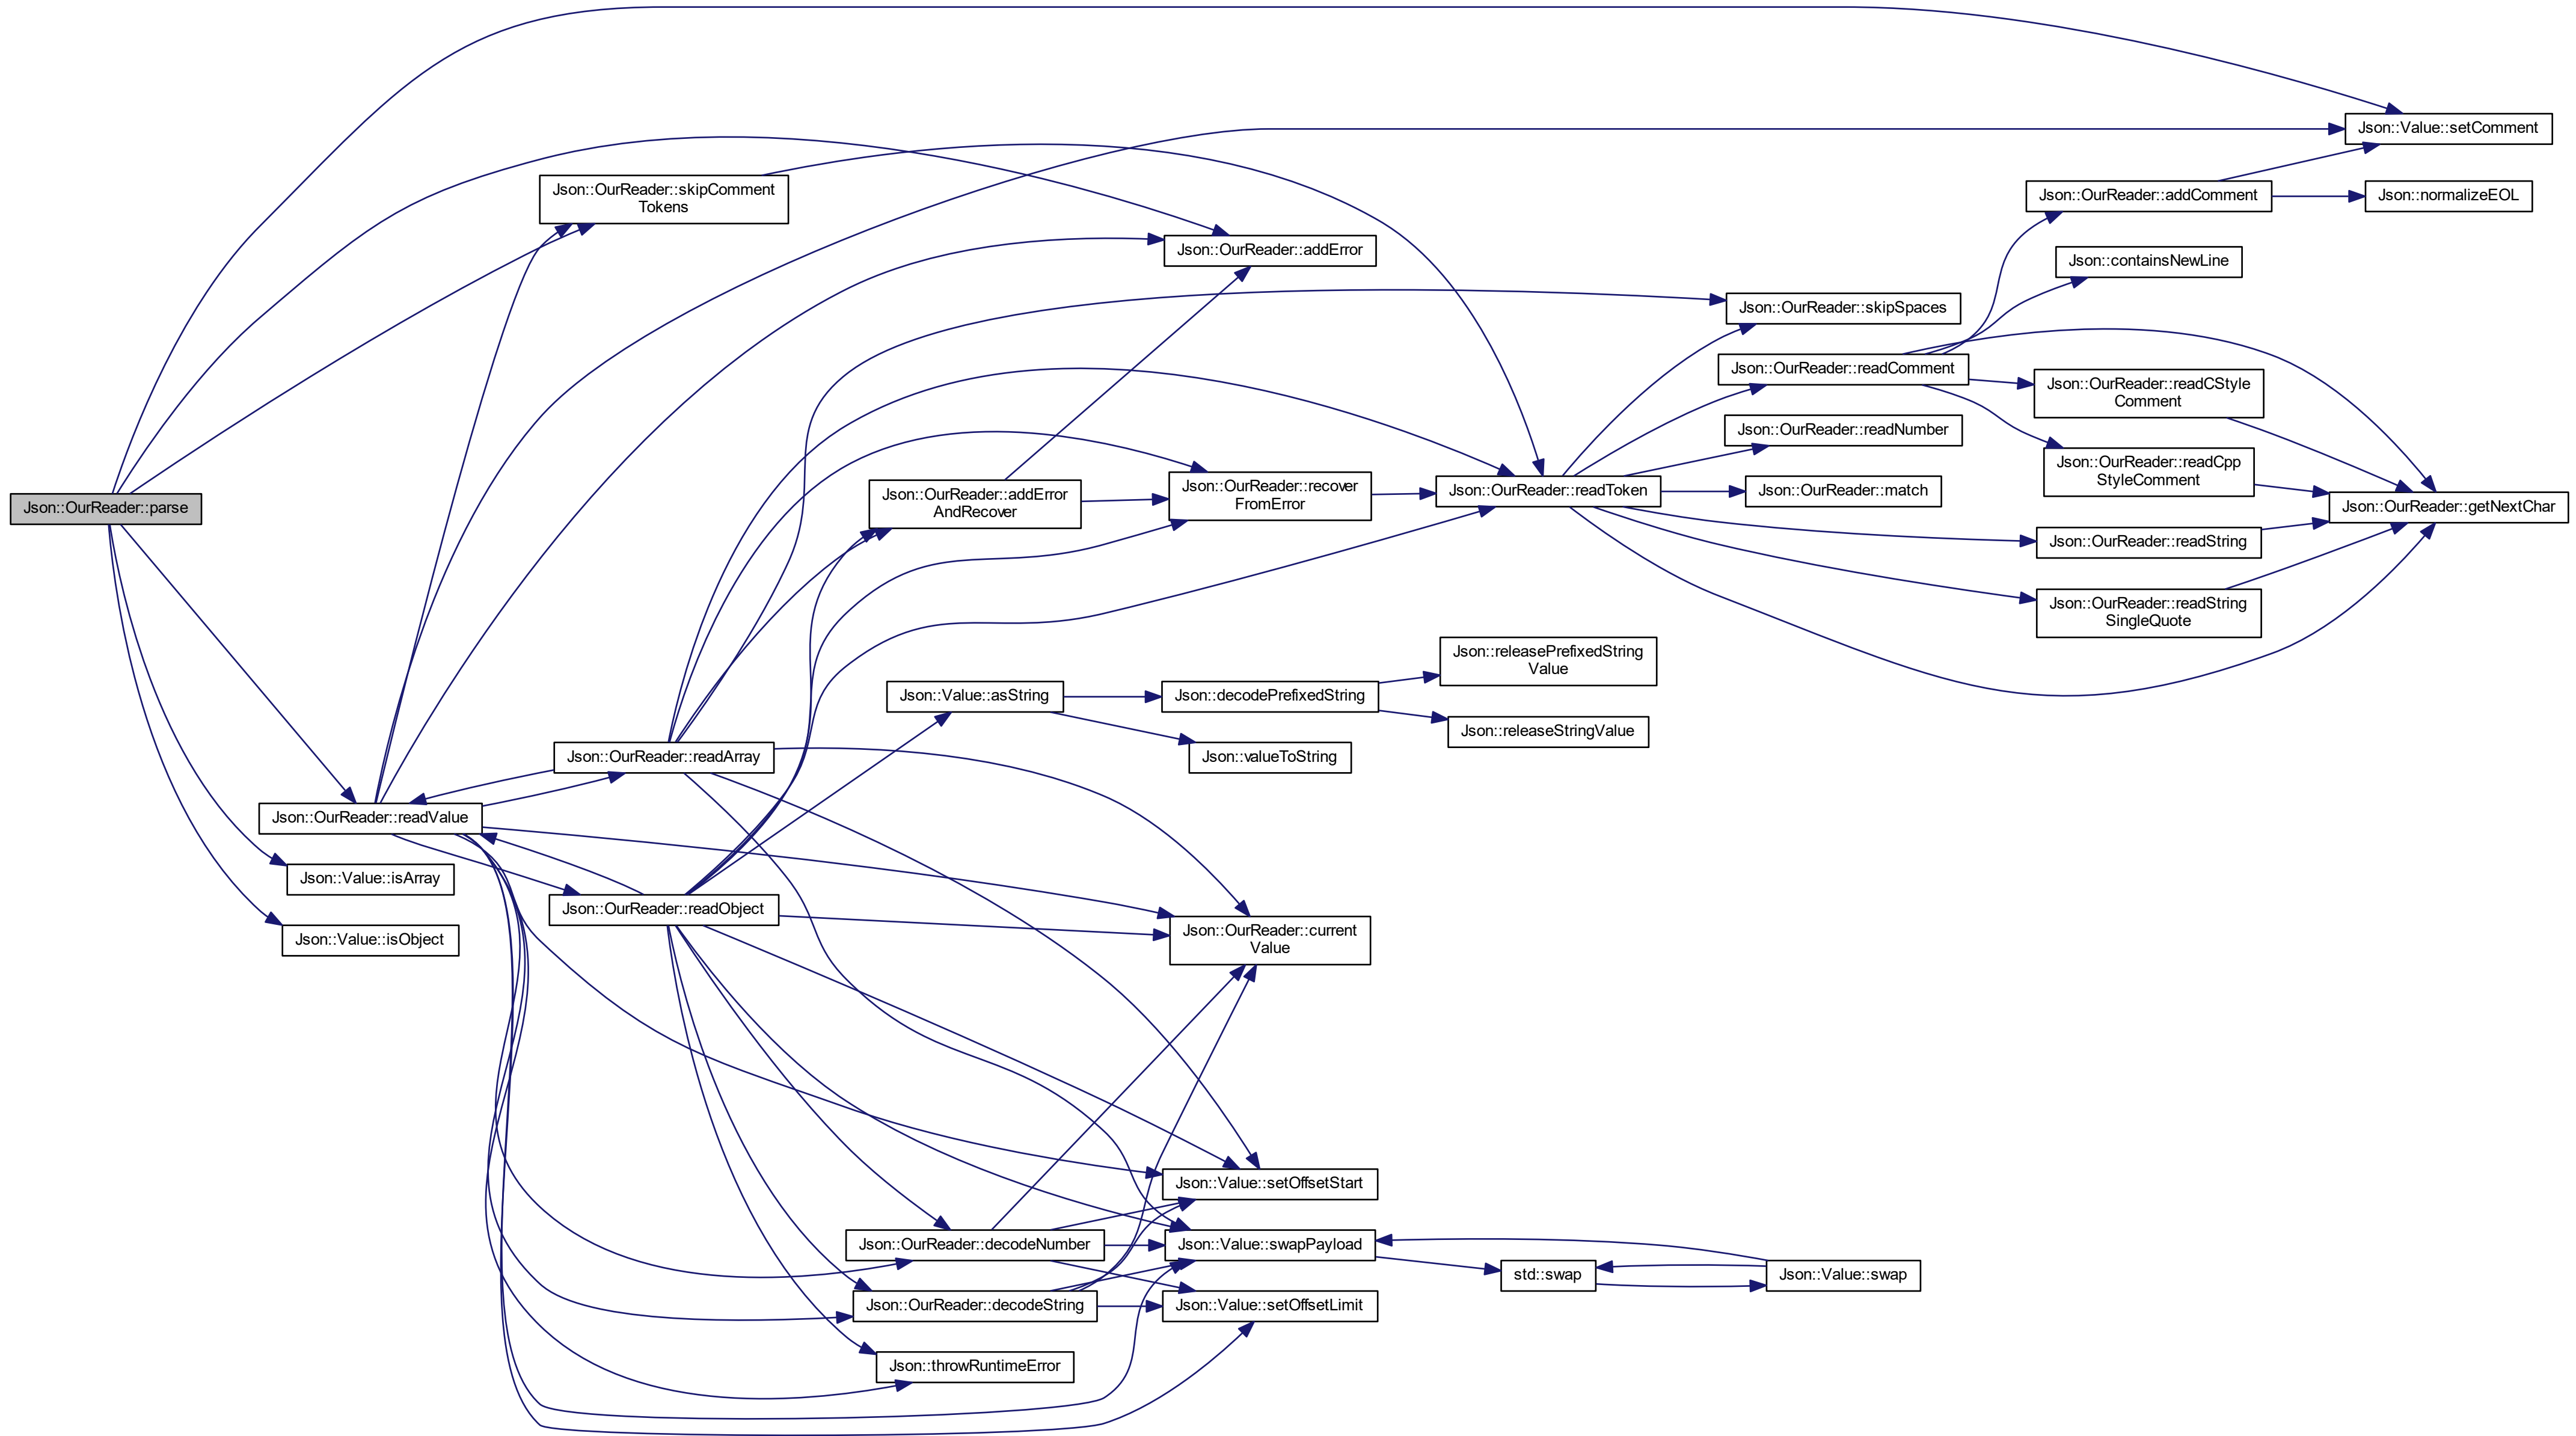 Json::OurReader::parse
Json::OurReader::readValue
Json::Value::isArray
Json::Value::isObject
Json::OurReader::skipComment
Tokens
Json::OurReader::readArray
Json::OurReader::readObject
Json::OurReader::addError
AndRecover
Json::Value::asString
Json::OurReader::decodeNumber
Json::OurReader::decodeString
Json::throwRuntimeError
Json::OurReader::addError
Json::OurReader::recover
FromError
Json::decodePrefixedString
Json::valueToString
Json::OurReader::current
Value
Json::Value::setOffsetStart
Json::Value::swapPayload
Json::Value::setOffsetLimit
Json::OurReader::readToken
Json::releasePrefixedString
Value
Json::releaseStringValue
std::swap
Json::OurReader::skipSpaces
Json::OurReader::readComment
Json::OurReader::readNumber
Json::OurReader::match
Json::Value::swap
Json::OurReader::addComment
Json::containsNewLine
Json::OurReader::readCStyle
Comment
Json::OurReader::readCpp
StyleComment
Json::OurReader::readString
Json::OurReader::readString
SingleQuote
Json::Value::setComment
Json::normalizeEOL
Json::OurReader::getNextChar